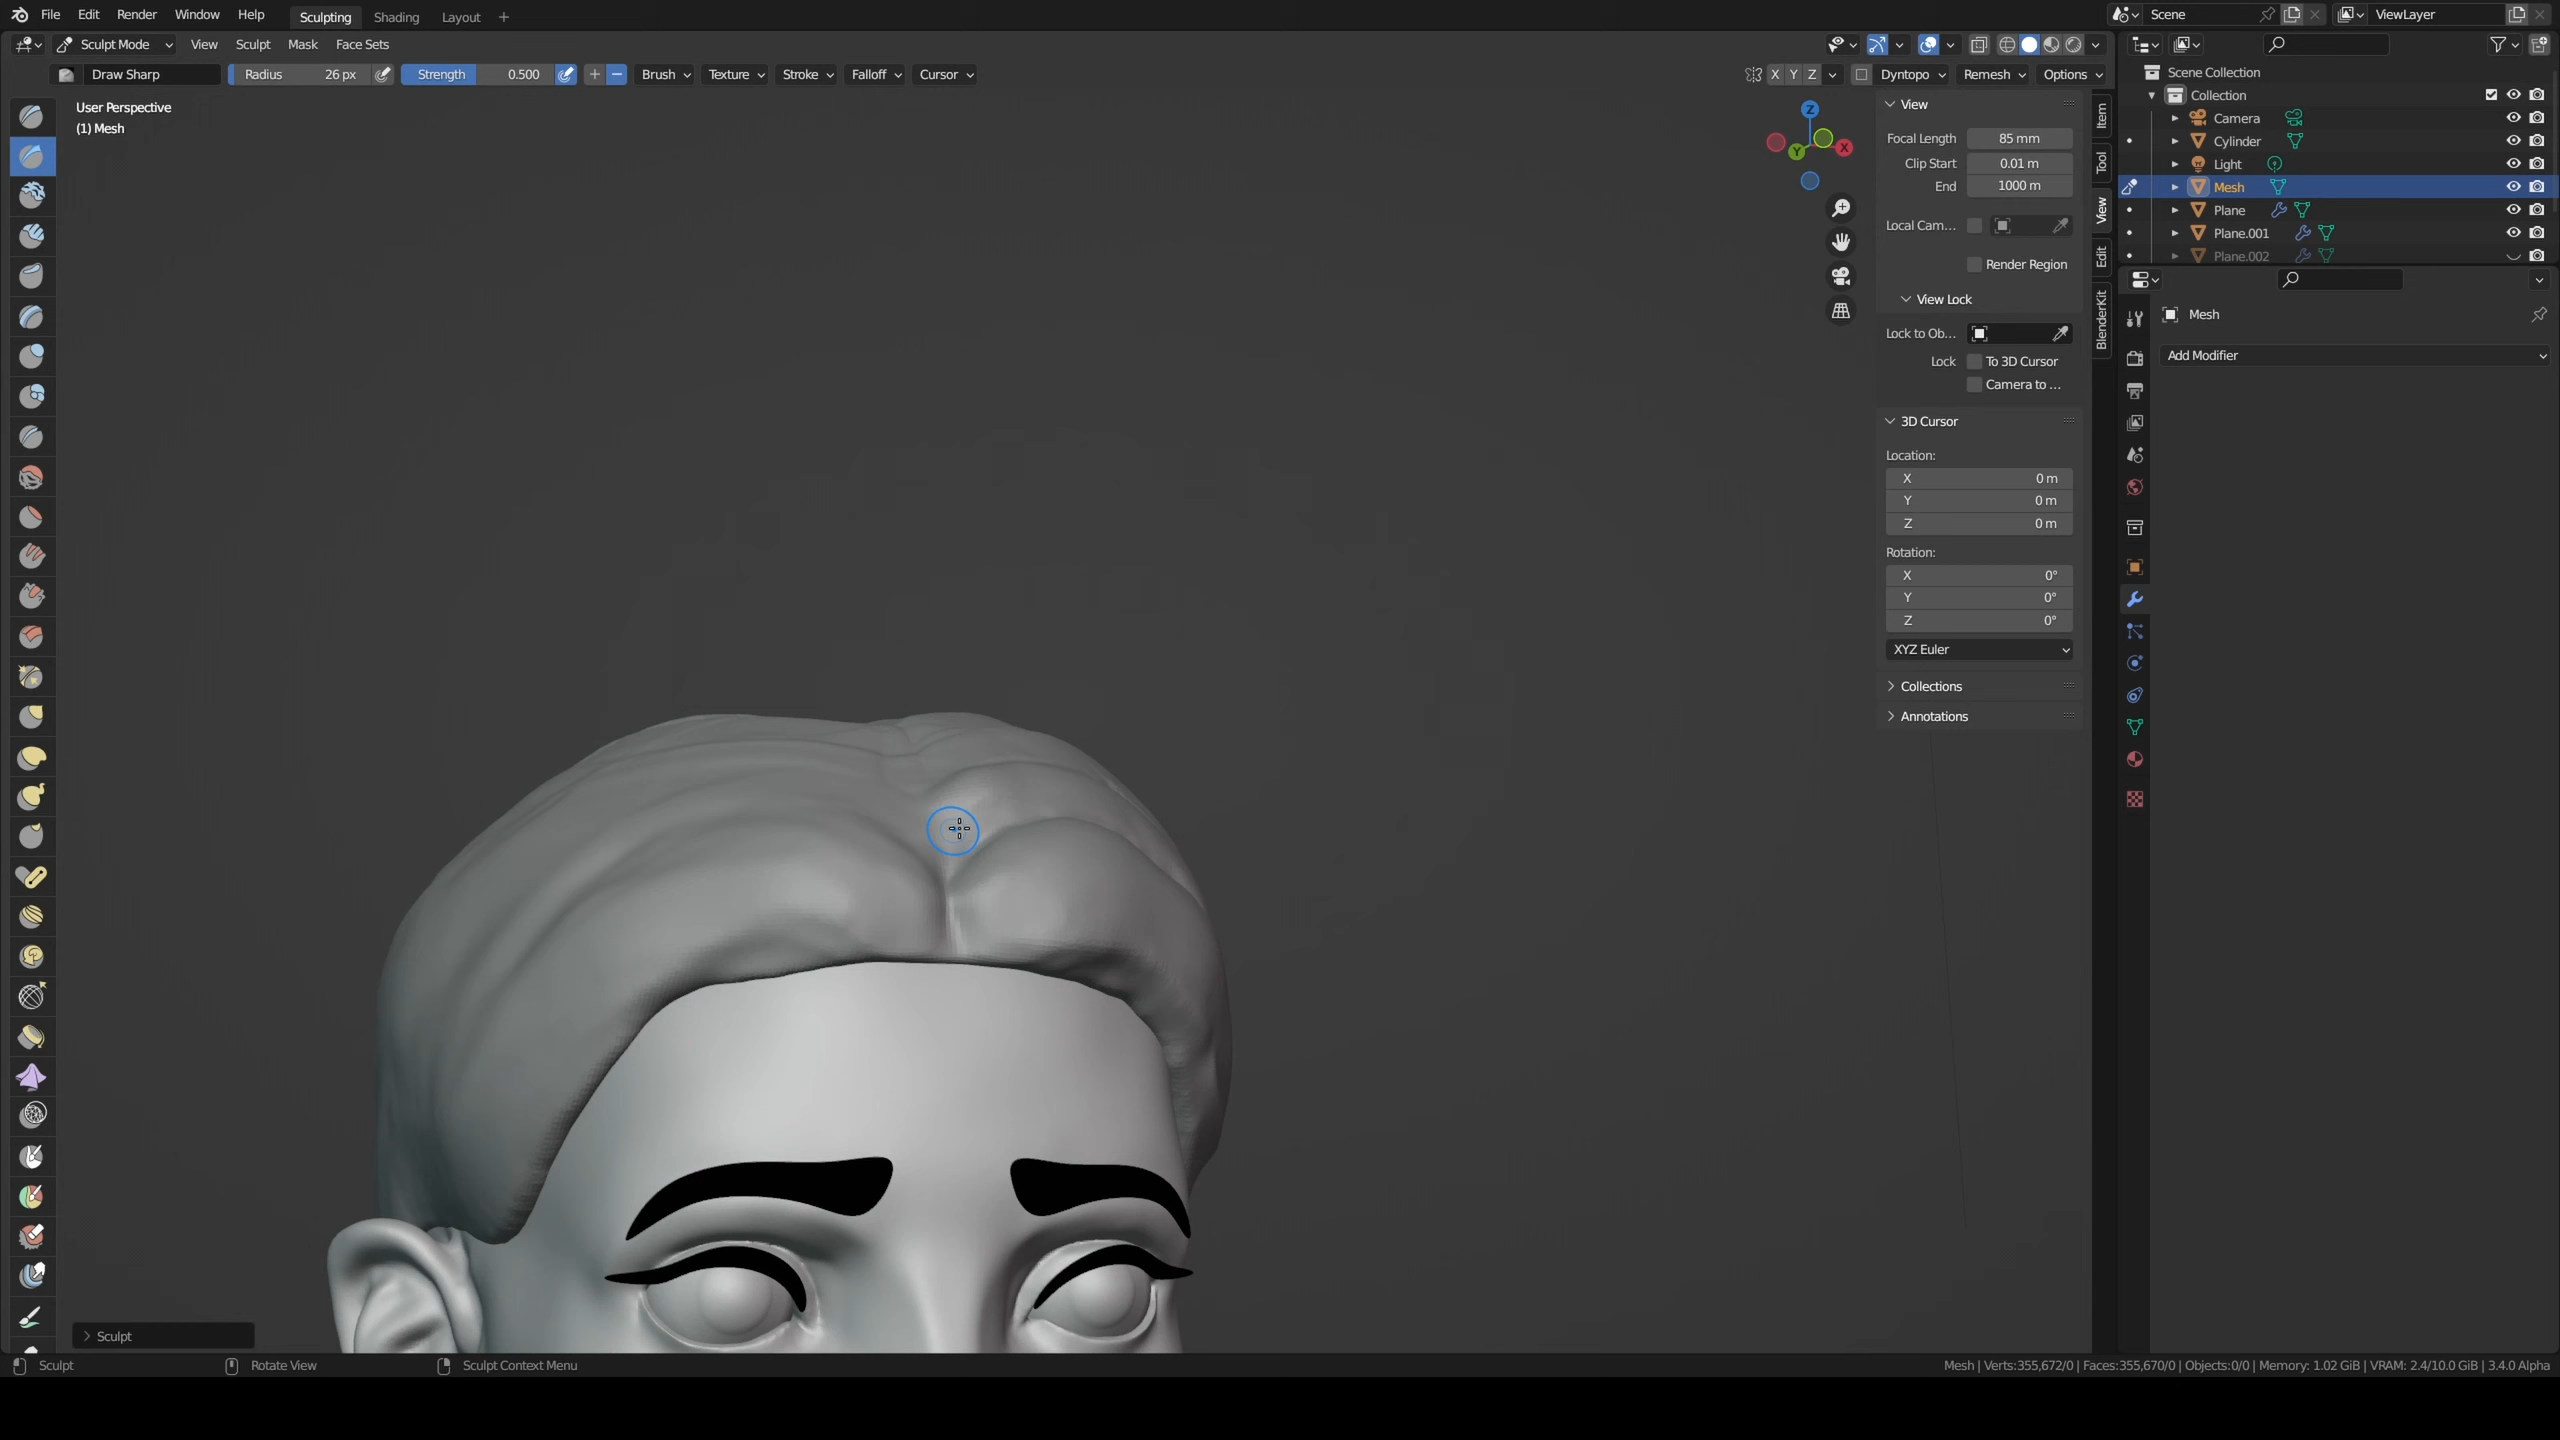 File Edit Render Window Help Sculpting Shading Layout + Scene ViewLayer
Sculpt Mode View Sculpt Mask Face Sets
Draw Sharp Radius 26 px Strength 0.500 Brush Texture Stroke Falloff Cursor X Y Z Dyntopo Remesh Options
User Perspective
(1) Mesh
Z
X
Y
View
Focal Length 85 mm
Clip Start 0.01 m
End 1000 m
Local Cam...
Render Region
View Lock
Lock to Ob...
Lock To 3D Cursor
Camera to ...
3D Cursor
Location:
X 0 m
Y 0 m
Z 0 m
Rotation:
X 0°
Y 0°
Z 0°
XYZ Euler
Collections
Annotations
Item
Tool
View
Edit
BlenderKit
Scene Collection
Collection
Camera
Cylinder
Light
Mesh
Plane
Plane.001
Plane.002
Mesh
Add Modifier
Sculpt
Sculpt Rotate View Sculpt Context Menu Mesh | Verts:355,672/0 | Faces:355,670/0 | Objects:0/0 | Memory: 1.02 GiB | VRAM: 2.4/10.0 GiB | 3.4.0 Alpha